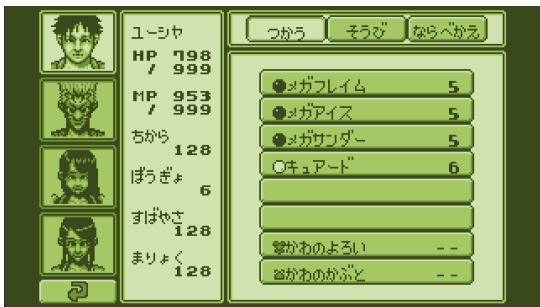 つかう そうび ならべかえ
ユーシャ
HP 798
/ 999
MP 953
/ 999
ちから
128
ぼうぎょ
6
すばやさ
128
まりょく
128
メガフレイム 5
メガアイス 5
メガサンダー 5
キュアード 6
かわのよろい --
かわのかぶと --